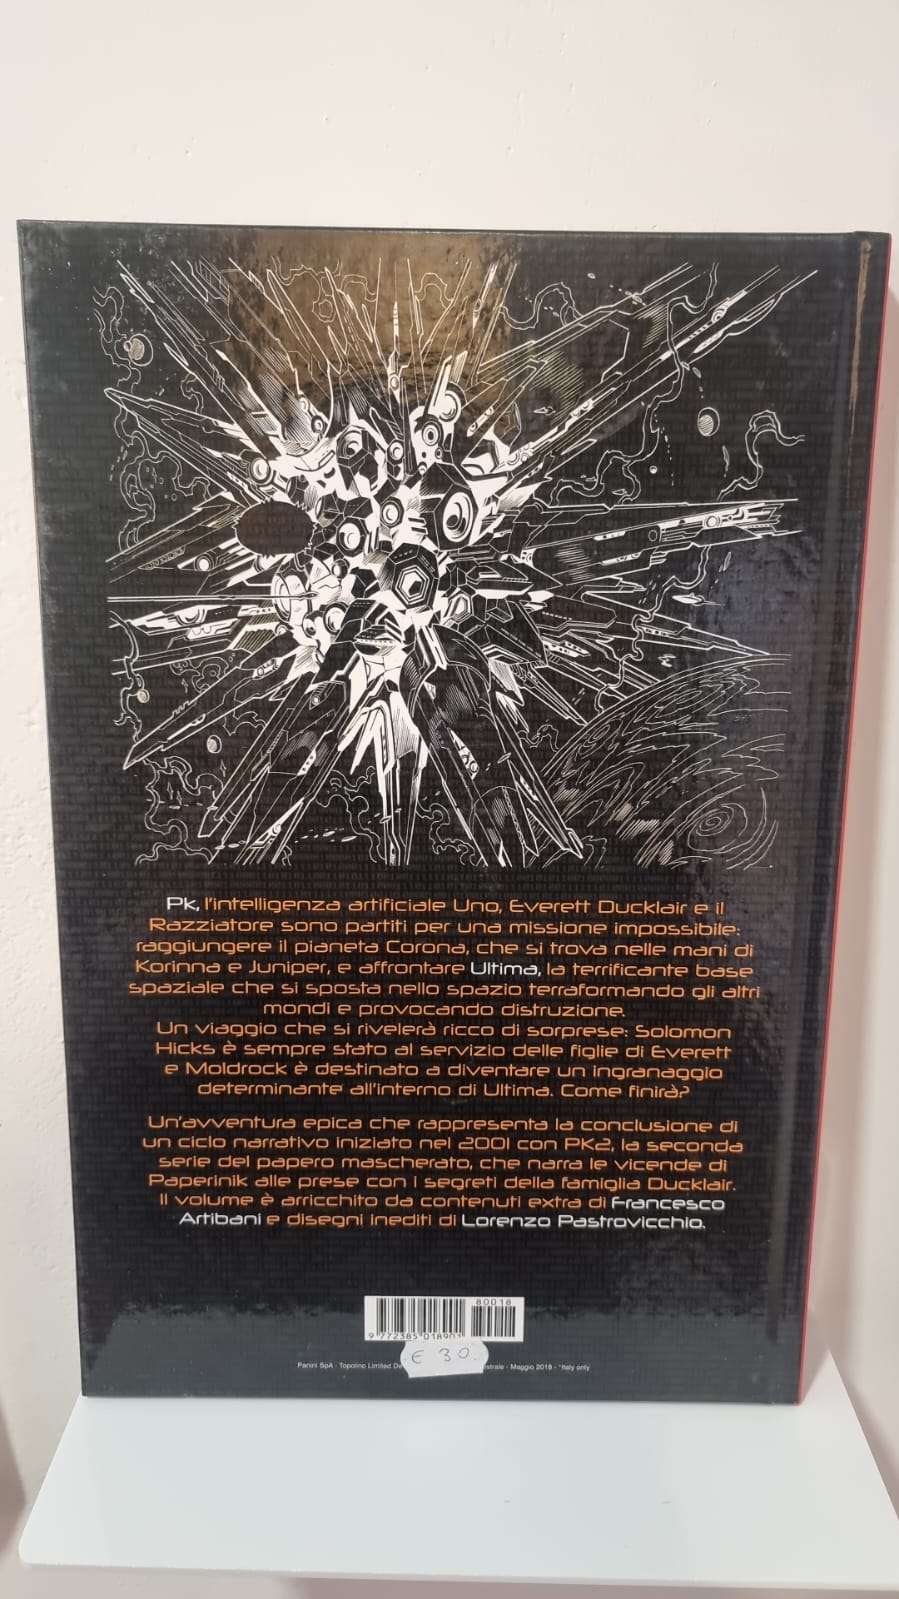 Pk, l'intelligenza artificiale Uno, Everett Ducklair e il
Razziatore sono partiti per una missione impossibile:
raggiungere il pianeta Corona, che si trova nelle mani di
Korinna e Juniper, e affrontare Ultima, la terrificante base
spaziale che si sposta nello spazio terraformando gli altri
mondi e provocando distruzione.
Un viaggio che si rivelerà ricco di sorprese: Solomon
Hicks è sempre stato al servizio delle figlie di Everett
e Moldrock è destinato a diventare un ingranaggio
determinante all'interno di Ultima. Come finirà?
Un'avventura epica che rappresenta la conclusione di
un ciclo narrativo iniziato nel 2001 con PK2, la seconda
serie del papero mascherato, che narra le vicende di
Paperinik alle prese con i segreti della famiglia Ducklair.
Il volume è arricchito da contenuti extra di Francesco
Artibani e disegni inediti di Lorenzo Pastrovicchio.
80018
9 772385 018901
€ 30
Panini SpA - Topolino Limited De estrale - Maggio 2018 - *Italy only